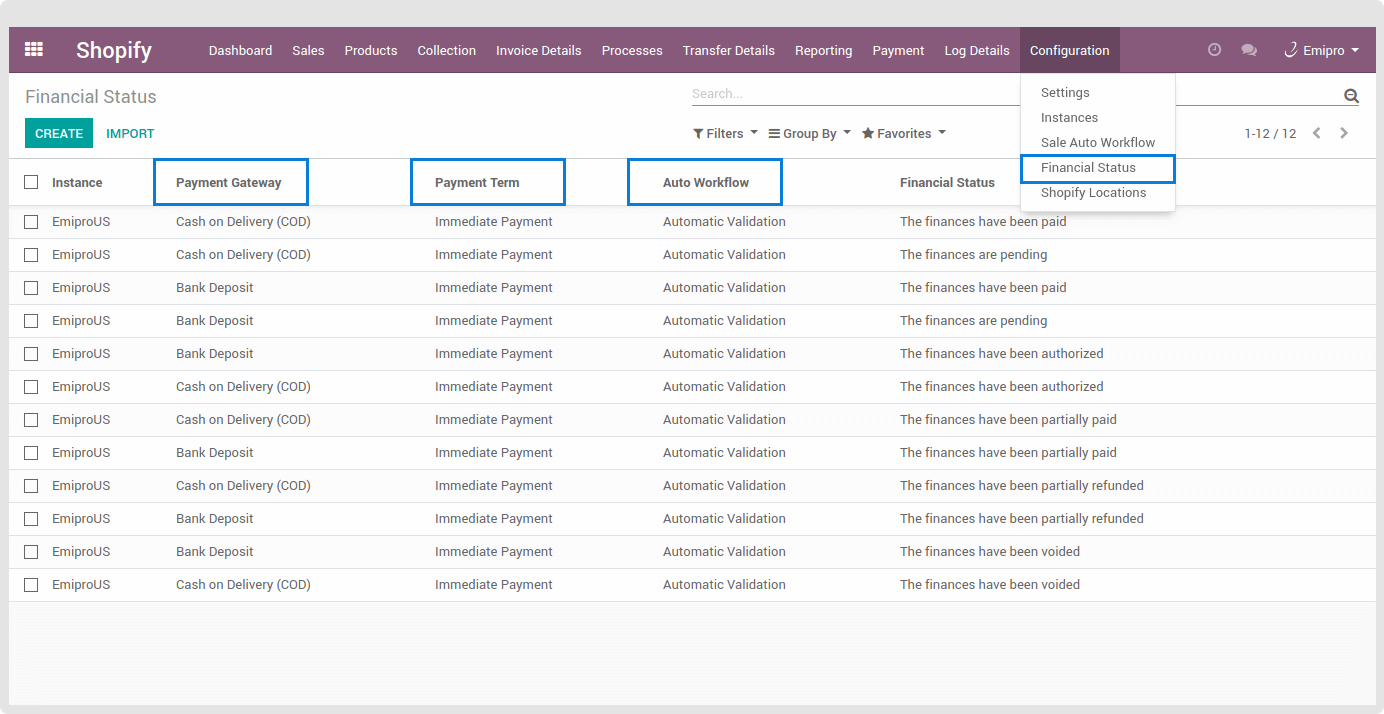 Shopify Dashboard Sales Products Collection Invoice Details Processes Transfer Details Reporting Payment Log Details Configuration Emipro
Financial Status Search...
Settings
Instances
Sale Auto Workflow
Financial Status
Shopify Locations
CREATE IMPORT Filters Group By Favorites 1-12 / 12
Instance Payment Gateway Payment Term Auto Workflow Financial Status
EmiproUS Cash on Delivery (COD) Immediate Payment Automatic Validation The finances have been paid
EmiproUS Cash on Delivery (COD) Immediate Payment Automatic Validation The finances are pending
EmiproUS Bank Deposit Immediate Payment Automatic Validation The finances have been paid
EmiproUS Bank Deposit Immediate Payment Automatic Validation The finances are pending
EmiproUS Bank Deposit Immediate Payment Automatic Validation The finances have been authorized
EmiproUS Cash on Delivery (COD) Immediate Payment Automatic Validation The finances have been authorized
EmiproUS Cash on Delivery (COD) Immediate Payment Automatic Validation The finances have been partially paid
EmiproUS Bank Deposit Immediate Payment Automatic Validation The finances have been partially paid
EmiproUS Cash on Delivery (COD) Immediate Payment Automatic Validation The finances have been partially refunded
EmiproUS Bank Deposit Immediate Payment Automatic Validation The finances have been partially refunded
EmiproUS Bank Deposit Immediate Payment Automatic Validation The finances have been voided
EmiproUS Cash on Delivery (COD) Immediate Payment Automatic Validation The finances have been voided